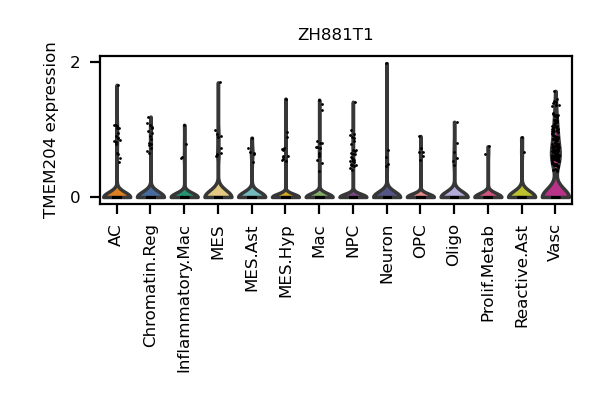 ZH881T1
TMEM204 expression
2
0
AC
Chromatin.Reg
Inflammatory.Mac
MES
MES.Ast
MES.Hyp
Mac
NPC
Neuron
OPC
Oligo
Prolif.Metab
Reactive.Ast
Vasc